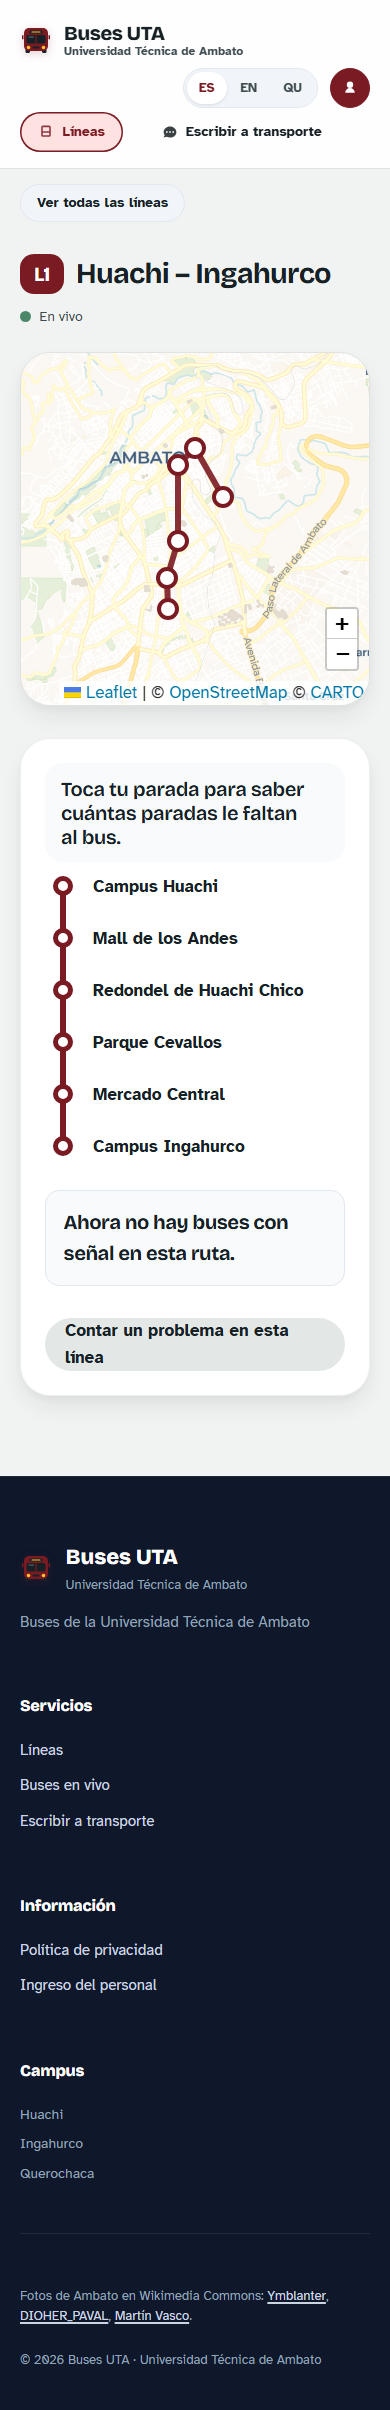 Buses UTA
Universidad Técnica de Ambato
ES EN QU
Líneas Escribir a transporte
Ver todas las líneas
L1 Huachi – Ingahurco
En vivo
AMBATO
Paso Lateral de Ambato
Avenida
+
−
Leaflet | © OpenStreetMap © CARTO
Toca tu parada para saber
cuántas paradas le faltan
al bus.
Campus Huachi
Mall de los Andes
Redondel de Huachi Chico
Parque Cevallos
Mercado Central
Campus Ingahurco
Ahora no hay buses con
señal en esta ruta.
Contar un problema en esta
línea
Buses UTA
Universidad Técnica de Ambato
Buses de la Universidad Técnica de Ambato
Servicios
Líneas
Buses en vivo
Escribir a transporte
Información
Política de privacidad
Ingreso del personal
Campus
Huachi
Ingahurco
Querochaca
Fotos de Ambato en Wikimedia Commons: Ymblanter,
DIOHER_PAVAL, Martín Vasco.
© 2026 Buses UTA · Universidad Técnica de Ambato